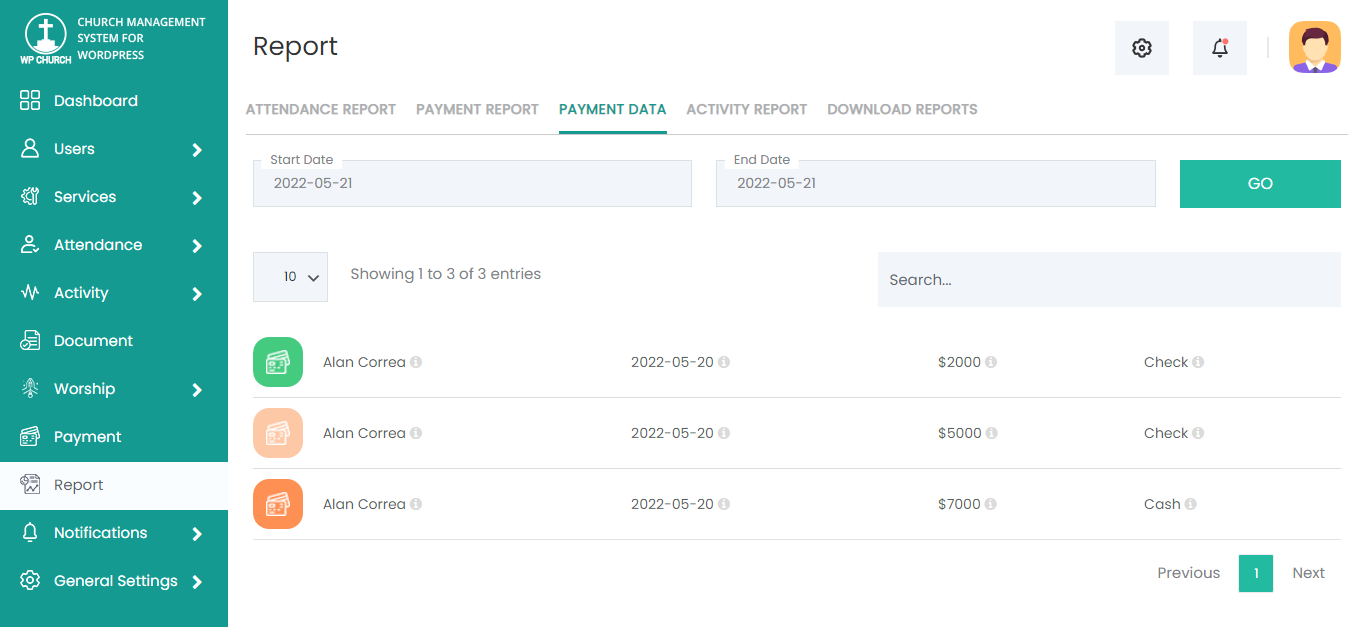 CHURCH MANAGEMENT
SYSTEM FOR
WORDPRESS
WP CHURCH
Dashboard
Users
Services
Attendance
Activity
Document
Worship
Payment
Report
Notifications
General Settings
Report
ATTENDANCE REPORT PAYMENT REPORT PAYMENT DATA ACTIVITY REPORT DOWNLOAD REPORTS
Start Date End Date
2022-05-21 2022-05-21 GO
10 Showing 1 to 3 of 3 entries Search...
Alan Correa 2022-05-20 $2000 Check
Alan Correa 2022-05-20 $5000 Check
Alan Correa 2022-05-20 $7000 Cash
Previous 1 Next